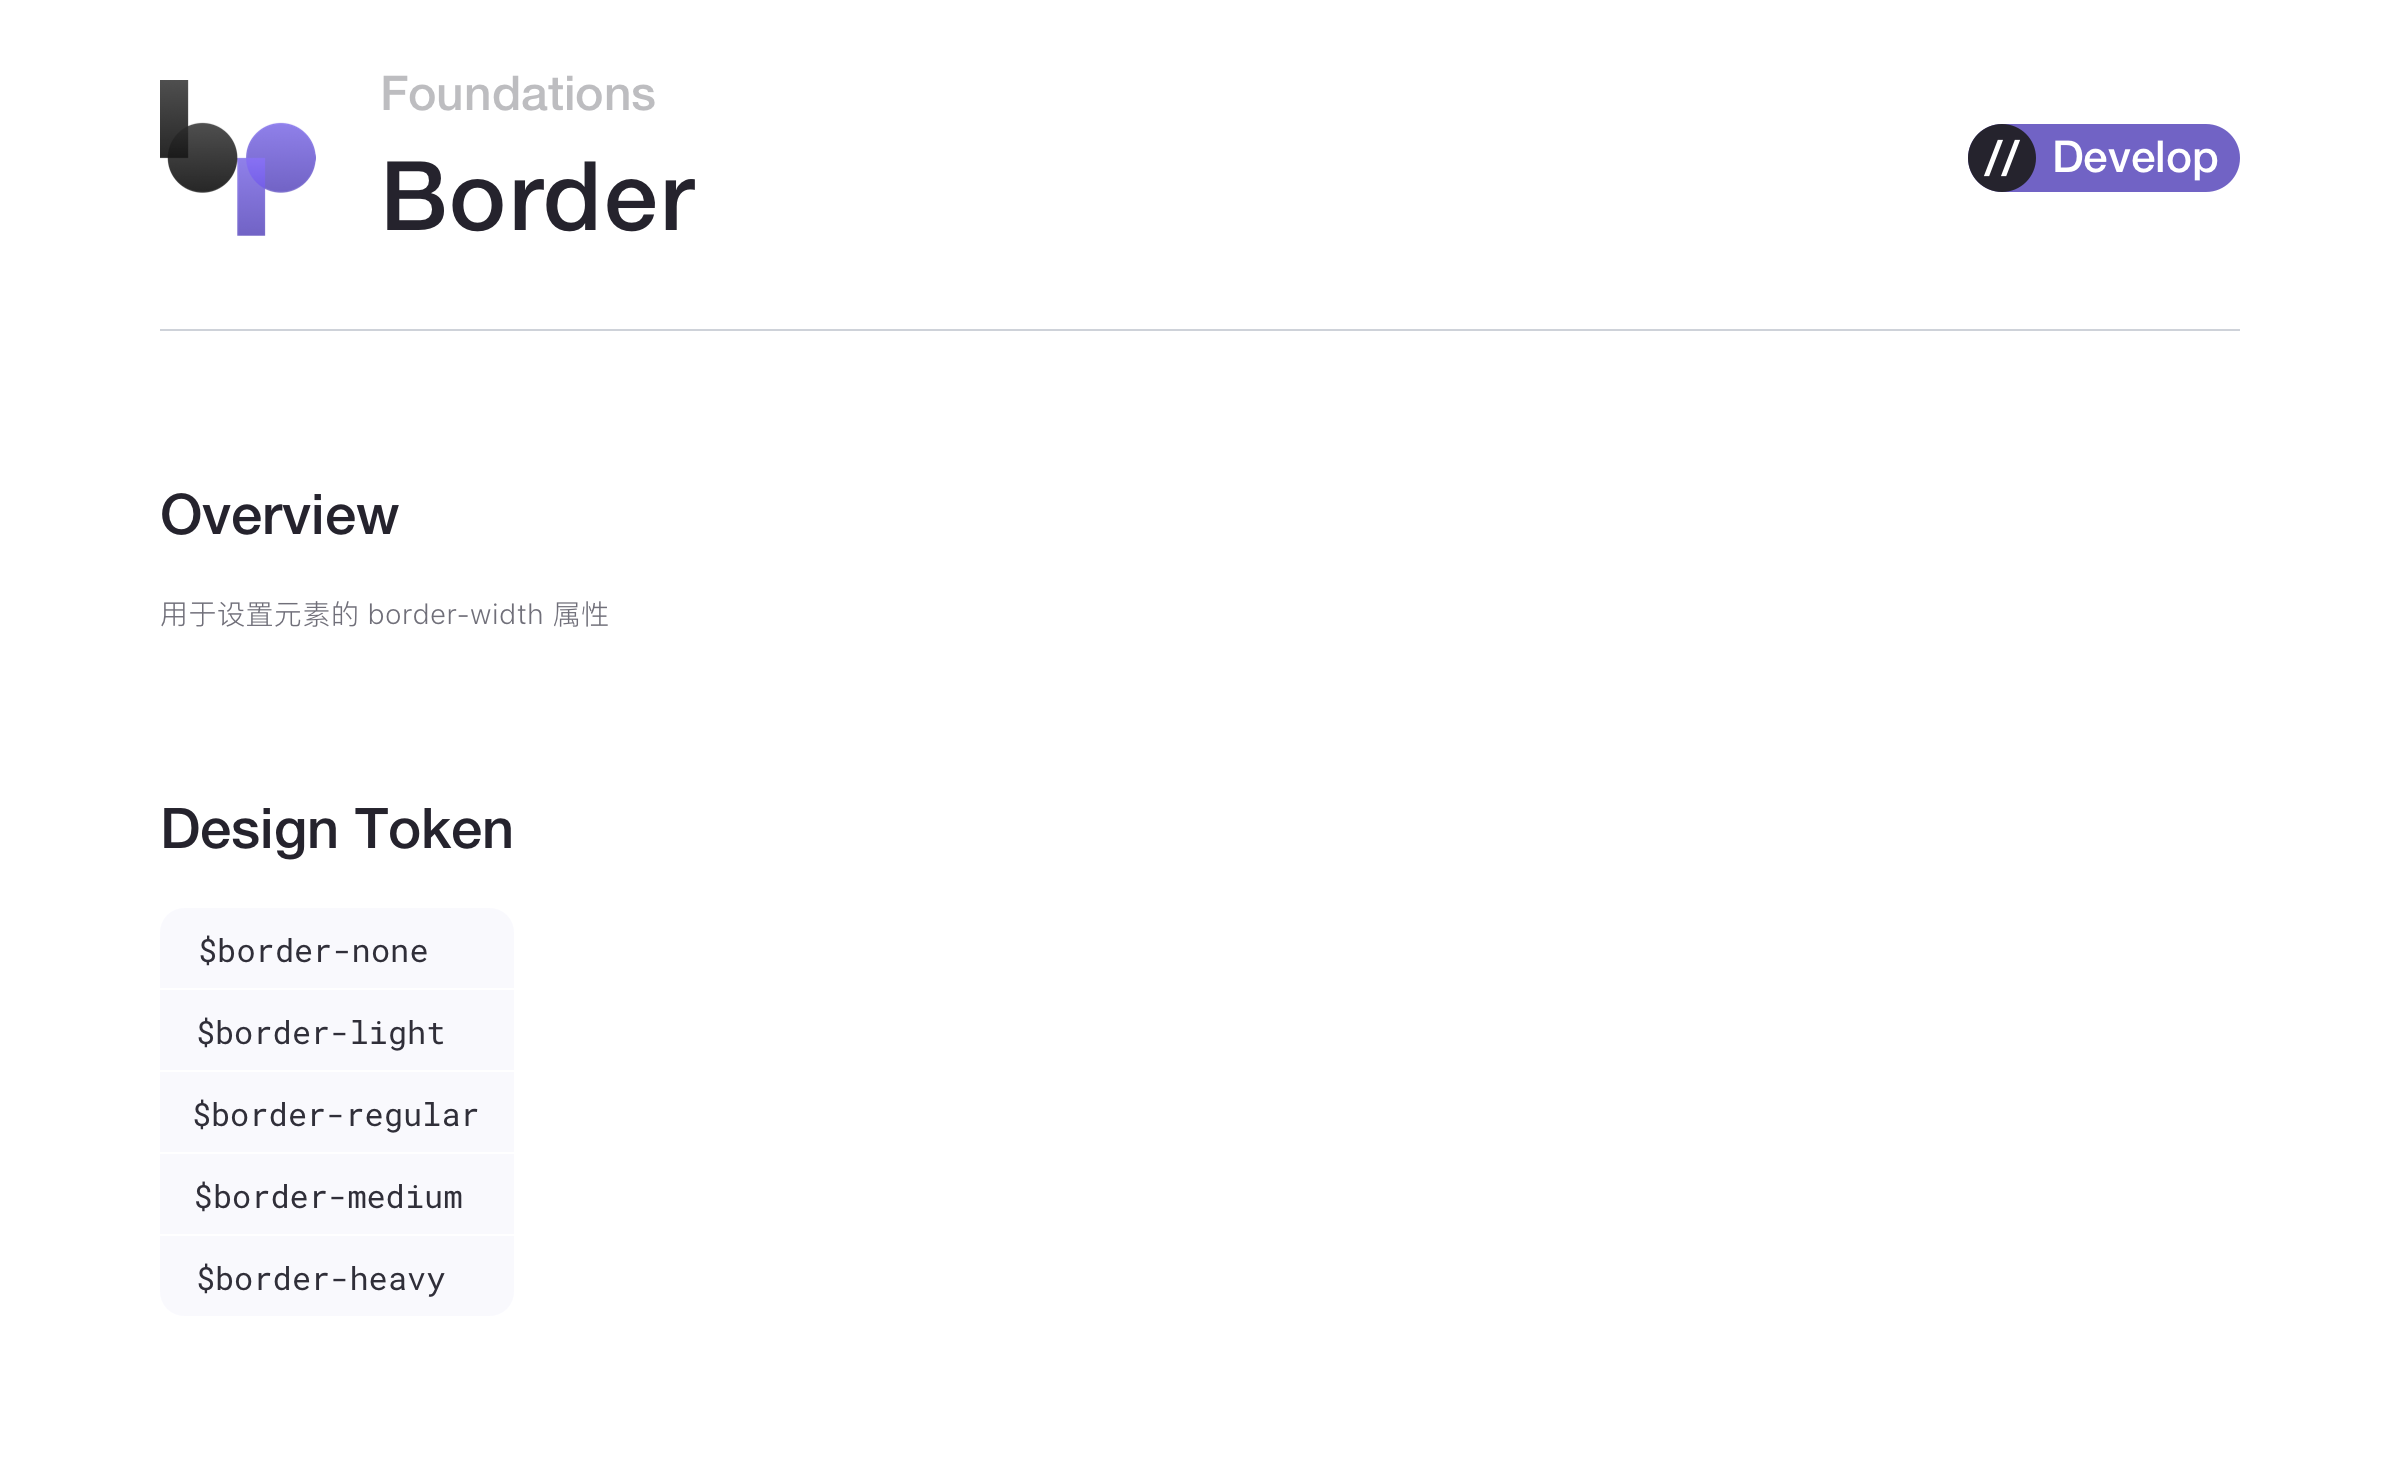 bp
Foundations
Border
// Develop
Overview
用于设置元素的 border-width 属性
Design Token
$border-none
$border-light
$border-regular
$border-medium
$border-heavy